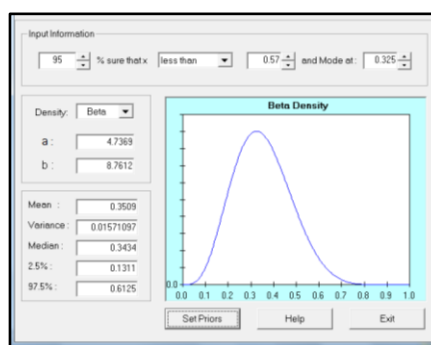 Input Information
95 % sure that x less than 0.57 and Mode at : 0.325
Density: Beta
a : 4.7369
b : 8.7612
Mean : 0.3509
Variance : 0.01571097
Median : 0.3434
2.5% : 0.1311
97.5% : 0.6125
Beta Density
0.0
0.0 0.1 0.2 0.3 0.4 0.5 0.6 0.7 0.8 0.9 1.0
Set Priors Help Exit